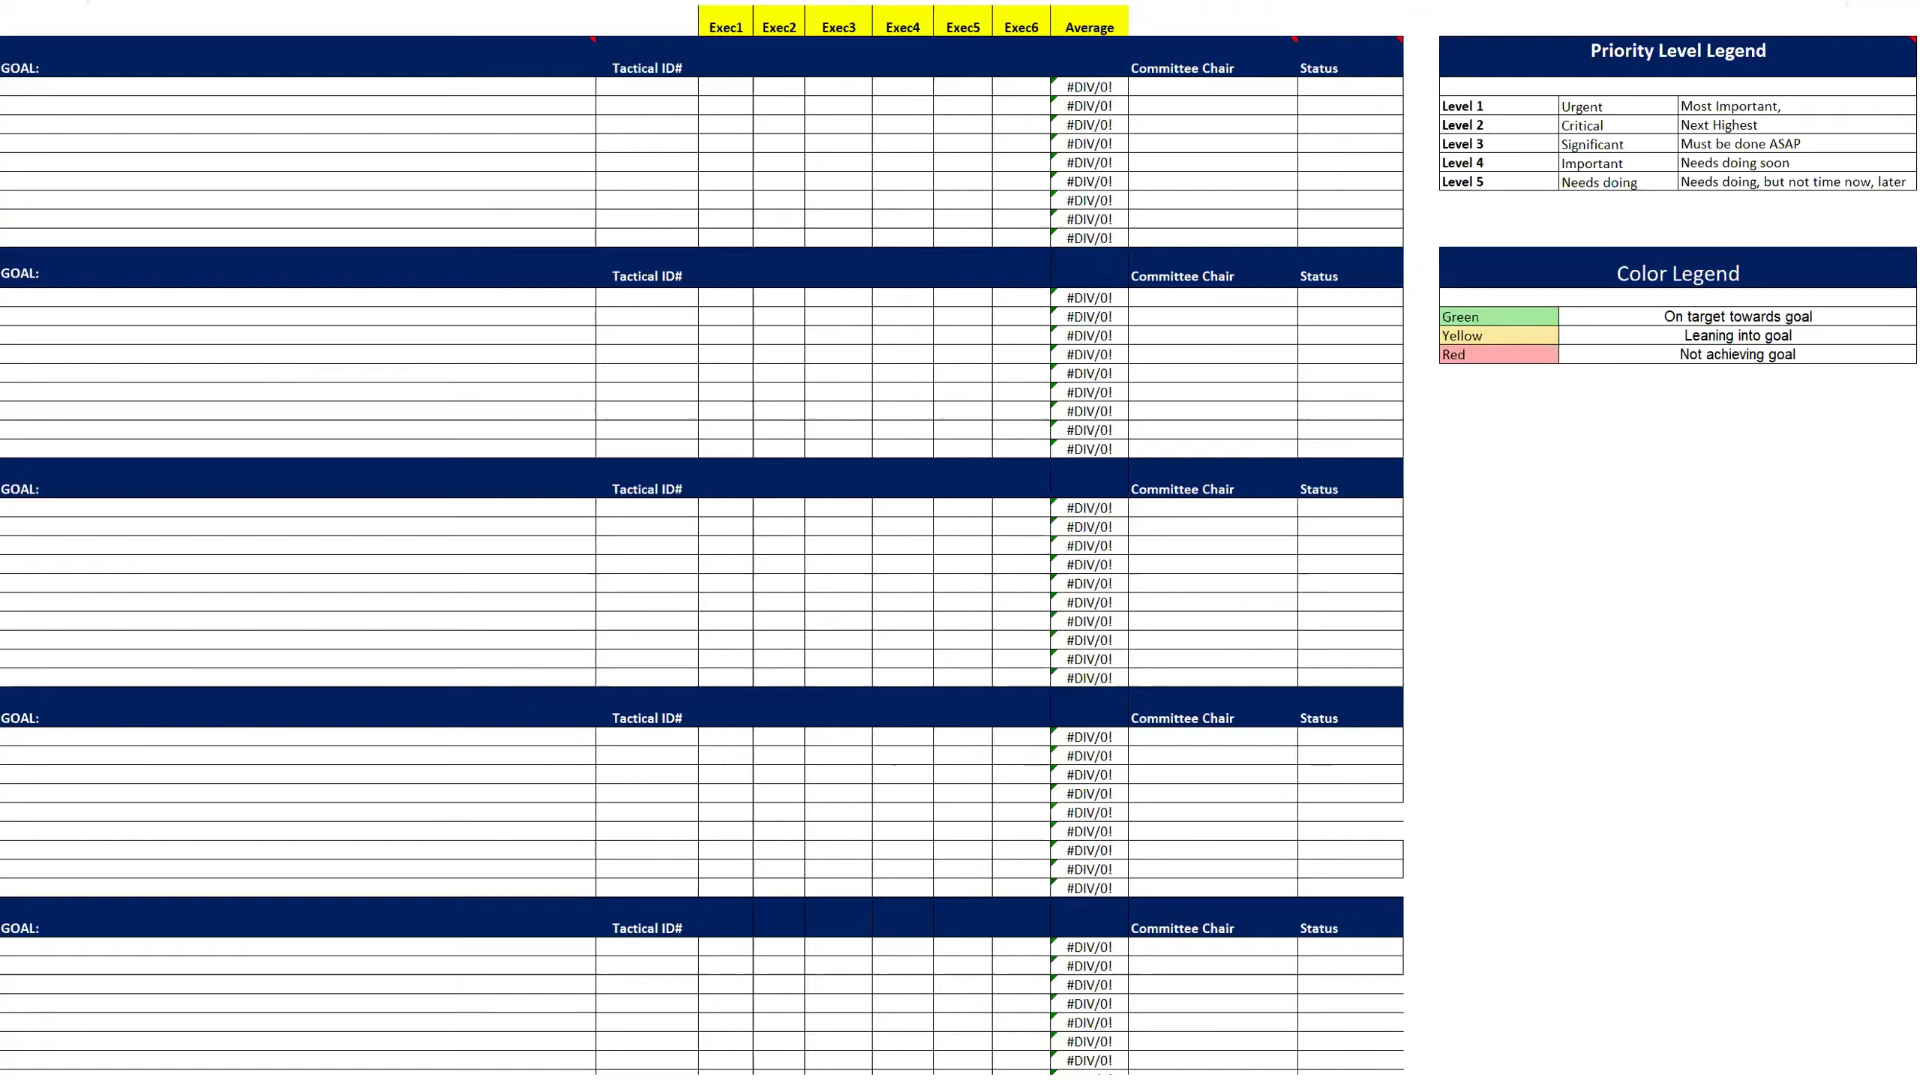 Exec1 Exec2 Exec3 Exec4 Exec5 Exec6 Average
GOAL: Tactical ID# Committee Chair Status
#DIV/0!
#DIV/0!
#DIV/0!
#DIV/0!
#DIV/0!
#DIV/0!
#DIV/0!
#DIV/0!
#DIV/0!
GOAL: Tactical ID# Committee Chair Status
#DIV/0!
#DIV/0!
#DIV/0!
#DIV/0!
#DIV/0!
#DIV/0!
#DIV/0!
#DIV/0!
#DIV/0!
GOAL: Tactical ID# Committee Chair Status
#DIV/0!
#DIV/0!
#DIV/0!
#DIV/0!
#DIV/0!
#DIV/0!
#DIV/0!
#DIV/0!
#DIV/0!
#DIV/0!
GOAL: Tactical ID# Committee Chair Status
#DIV/0!
#DIV/0!
#DIV/0!
#DIV/0!
#DIV/0!
#DIV/0!
#DIV/0!
#DIV/0!
#DIV/0!
GOAL: Tactical ID# Committee Chair Status
#DIV/0!
#DIV/0!
#DIV/0!
#DIV/0!
#DIV/0!
#DIV/0!
#DIV/0!
Priority Level Legend
Level 1 Urgent Most Important,
Level 2 Critical Next Highest
Level 3 Significant Must be done ASAP
Level 4 Important Needs doing soon
Level 5 Needs doing Needs doing, but not time now, later
Color Legend
Green On target towards goal
Yellow Leaning into goal
Red Not achieving goal